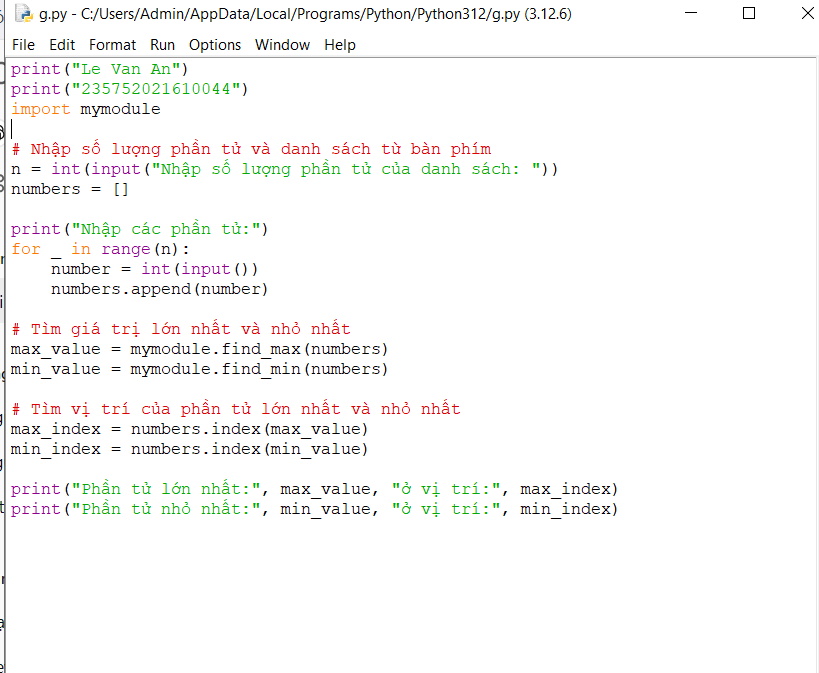 g.py - C:/Users/Admin/AppData/Local/Programs/Python/Python312/g.py (3.12.6)
File Edit Format Run Options Window Help
print("Le Van An")
print("235752021610044")
import mymodule
# Nhập số lượng phần tử và danh sách từ bàn phím
n = int(input("Nhập số lượng phần tử của danh sách: "))
numbers = []
print("Nhập các phần tử:")
for _ in range(n):
    number = int(input())
    numbers.append(number)
# Tìm giá trị lớn nhất và nhỏ nhất
max_value = mymodule.find_max(numbers)
min_value = mymodule.find_min(numbers)
# Tìm vị trí của phần tử lớn nhất và nhỏ nhất
max_index = numbers.index(max_value)
min_index = numbers.index(min_value)
print("Phần tử lớn nhất:", max_value, "ở vị trí:", max_index)
print("Phần tử nhỏ nhất:", min_value, "ở vị trí:", min_index)